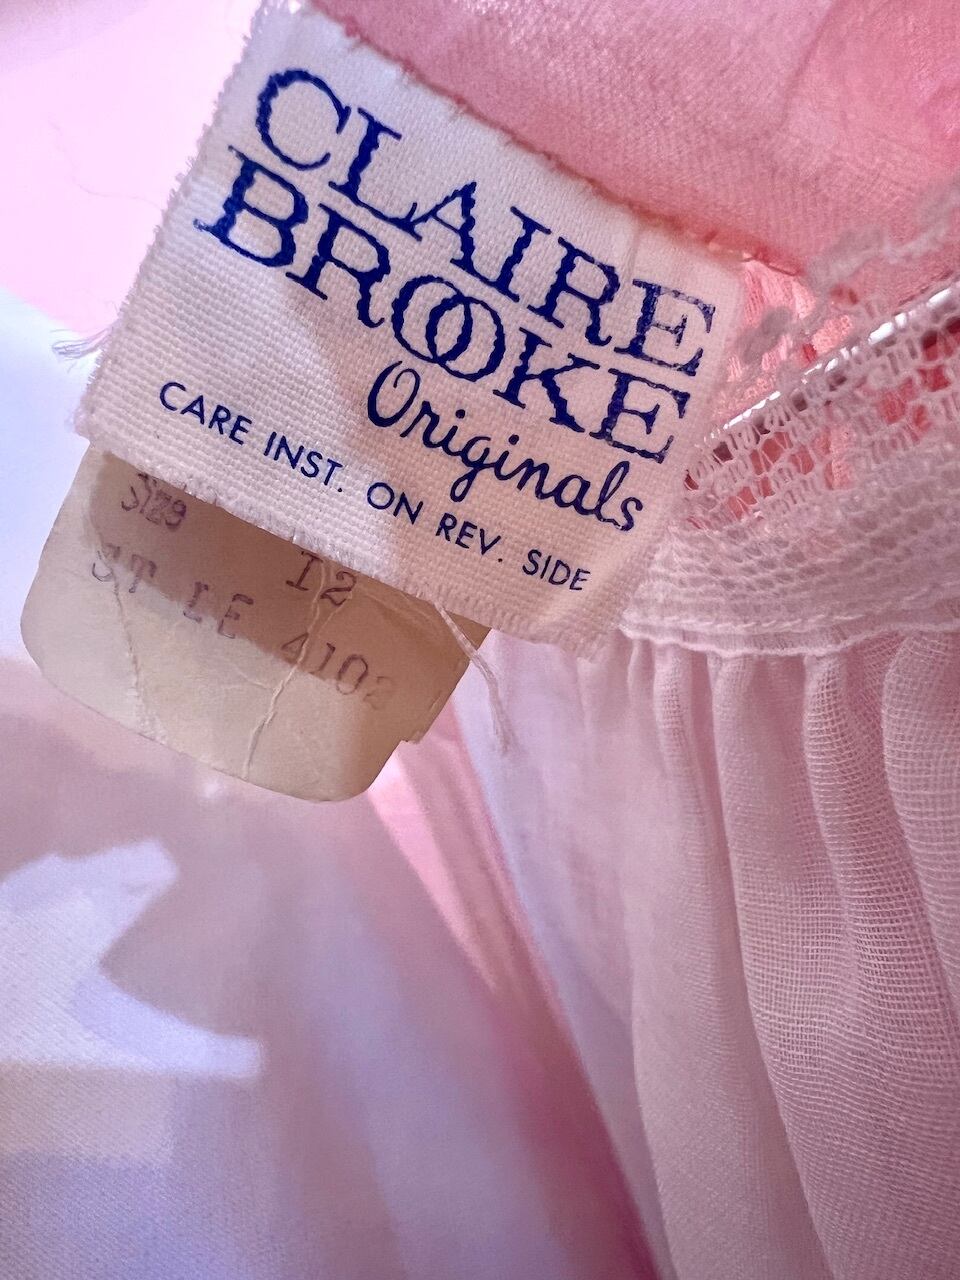 CLAIRE
BROOKE
Originals
CARE INST. ON REV. SIDE
SIZE 12
STYLE 4102